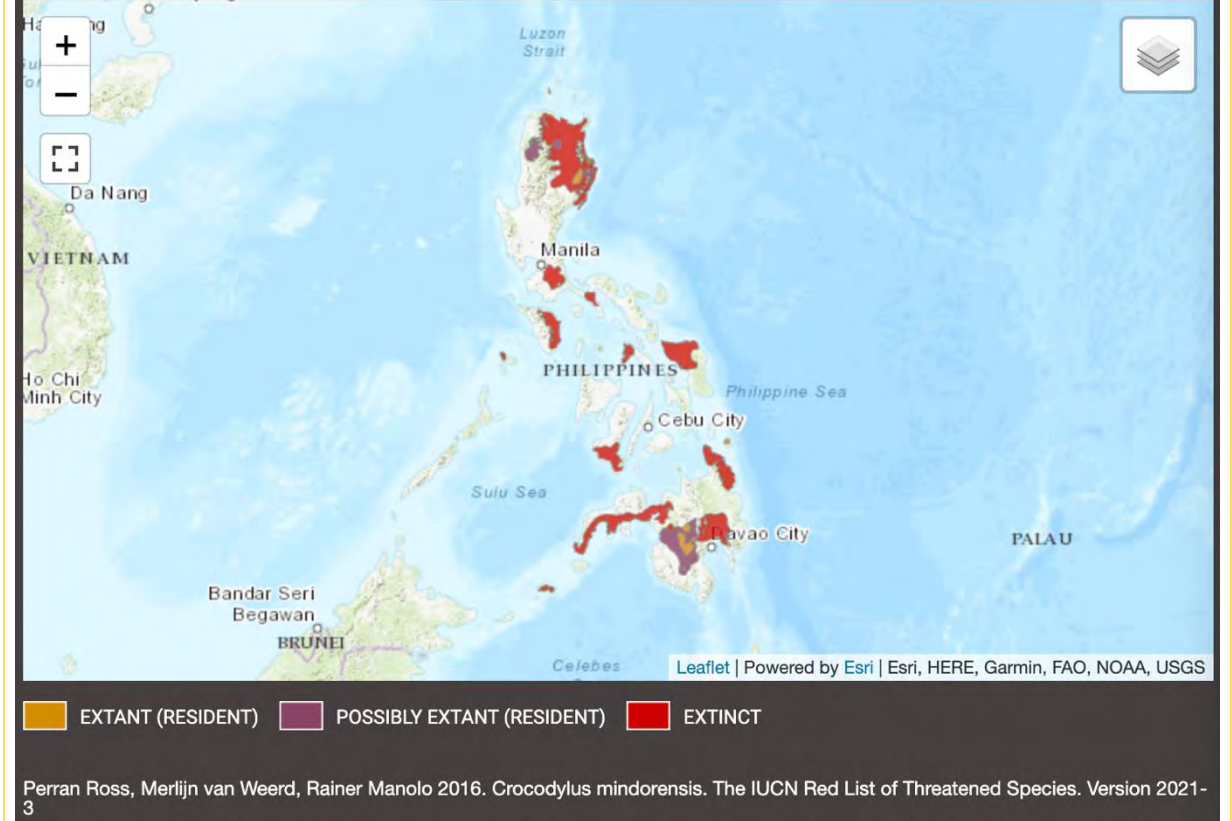 Luzon
Strait
+
−
Da Nang
VIETNAM
Manila
Ho Chi
Minh City
PHILIPPINES
Philippine Sea
Cebu City
Sulu Sea
Davao City
PALAU
Bandar Seri
Begawan
BRUNEI
Celebes
Leaflet | Powered by Esri | Esri, HERE, Garmin, FAO, NOAA, USGS
EXTANT (RESIDENT)  POSSIBLY EXTANT (RESIDENT)  EXTINCT
Perran Ross, Merlijn van Weerd, Rainer Manolo 2016. Crocodylus mindorensis. The IUCN Red List of Threatened Species. Version 2021-
3